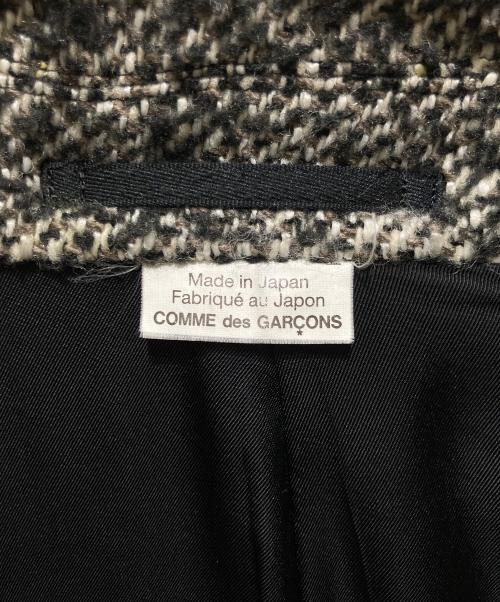 Made in Japan
Fabriqué au Japon
COMME des GARÇONS